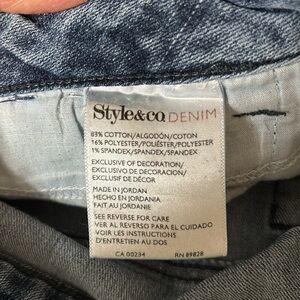 Style&co. DENIM
83% COTTON/ALGODÓN/COTON
16% POLYESTER/POLIÉSTER/POLYESTER
1% SPANDEX/SPANDEX/SPANDEX
EXCLUSIVE OF DECORATION/
EXCLUSIVO DE DECORACION/
EXCLUSIF DE DÉCOR
MADE IN JORDAN
HECHO EN JORDANIA
FAIT AU JORDANIE
SEE REVERSE FOR CARE
VER AL REVERSO PARA EL CUIDADO
VOIR LES INSTRUCTIONS
D'ENTRETIEN AU DOS
CA 00234 RN 89828